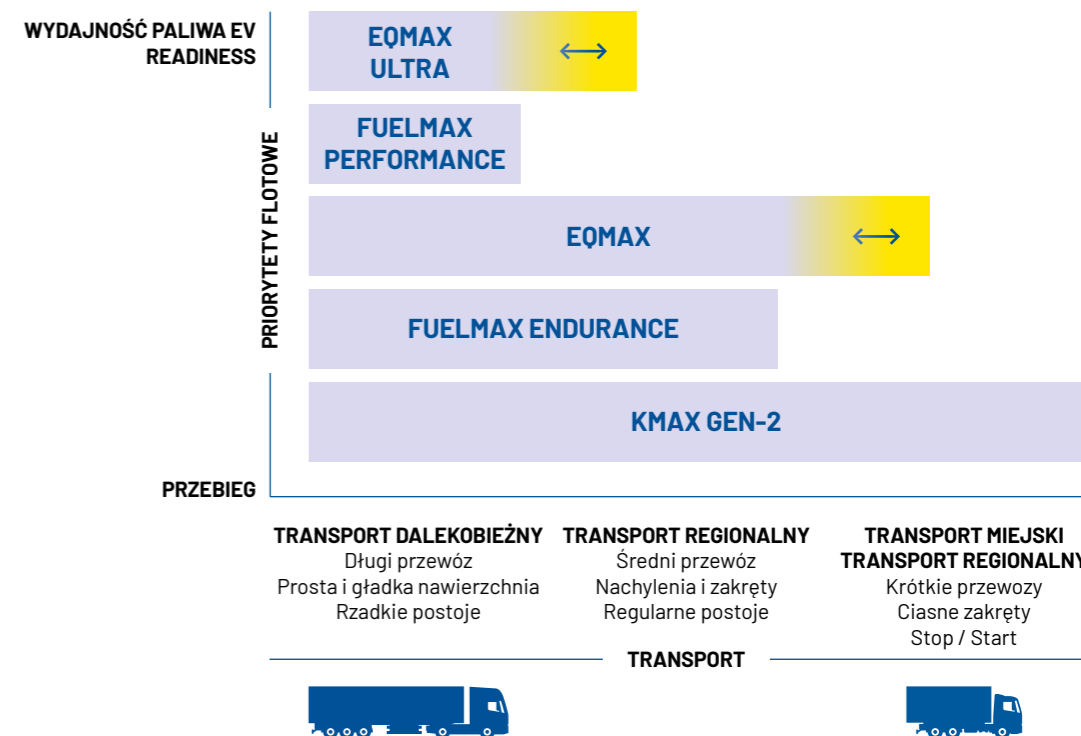 WYDAJNOŚĆ PALIWA EV
READINESS
PRIORYTETY FLOTOWE
PRZEBIEG
EQMAX
ULTRA
FUELMAX
PERFORMANCE
EQMAX
FUELMAX ENDURANCE
KMAX GEN-2
TRANSPORT DALEKOBIEŻNY
Długi przewóz
Prosta i gładka nawierzchnia
Rzadkie postoje
TRANSPORT REGIONALNY
Średni przewóz
Nachylenia i zakręty
Regularne postoje
TRANSPORT MIEJSKI
TRANSPORT REGIONALNY
Krótkie przewozy
Ciasne zakręty
Stop / Start
TRANSPORT